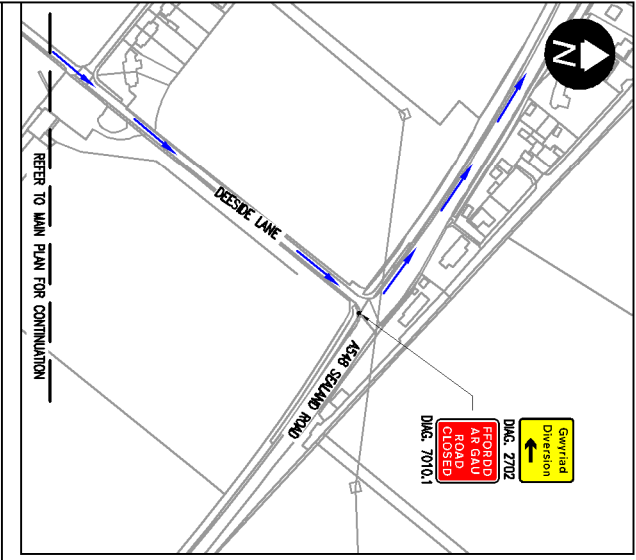 N
REFER TO MAIN PLAN FOR CONTINUATION
DEESIDE LANE
A548 SEALAND ROAD
Gwyriad
Diversion
DIAG. 2702
FFORDD
AR GAU
ROAD
CLOSED
DIAG. 7010.1